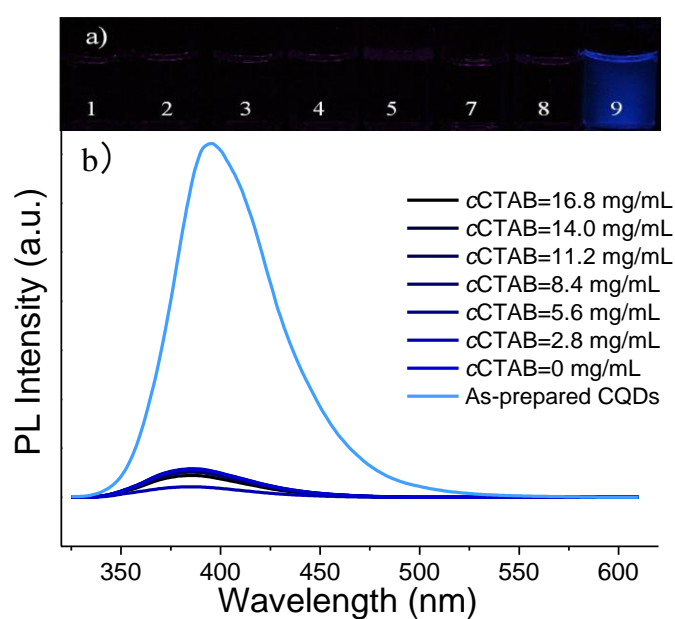 a)
1 2 3 4 5 7 8 9
b)
PL Intensity (a.u.)
cCTAB=16.8 mg/mL
cCTAB=14.0 mg/mL
cCTAB=11.2 mg/mL
cCTAB=8.4 mg/mL
cCTAB=5.6 mg/mL
cCTAB=2.8 mg/mL
cCTAB=0 mg/mL
As-prepared CQDs
350 400 450 500 550 600
Wavelength (nm)